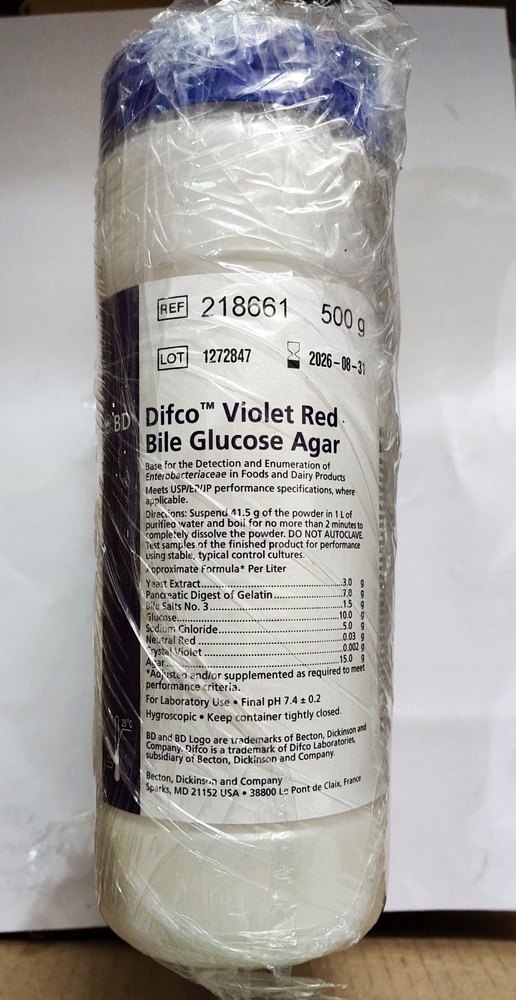 REF 218661 500 g
LOT 1272847 2026-08-31
BD
Difco™ Violet Red
Bile Glucose Agar
Base for the Detection and Enumeration of
Enterobacteriaceae in Foods and Dairy Products
Meets USP/EP/JP performance specifications, where
applicable.
Directions: Suspend 41.5 g of the powder in 1 L of
purified water and boil for no more than 2 minutes to
completely dissolve the powder. DO NOT AUTOCLAVE.
Test samples of the finished product for performance
using stable, typical control cultures.
Approximate Formula* Per Liter
Yeast Extract 3.0 g
Pancreatic Digest of Gelatin 7.0 g
Bile Salts No. 3 1.5 g
Glucose 10.0 g
Sodium Chloride 5.0 g
Neutral Red 0.03 g
Crystal Violet 0.002 g
Agar 15.0 g
*Adjusted and/or supplemented as required to meet
performance criteria.
For Laboratory Use • Final pH 7.4 ± 0.2
Hygroscopic • Keep container tightly closed.
BD and BD Logo are trademarks of Becton, Dickinson and
Company. Difco is a trademark of Difco Laboratories,
subsidiary of Becton, Dickinson and Company.
Becton, Dickinson and Company
Sparks, MD 21152 USA • 38800 Le Pont de Claix, France
25°C